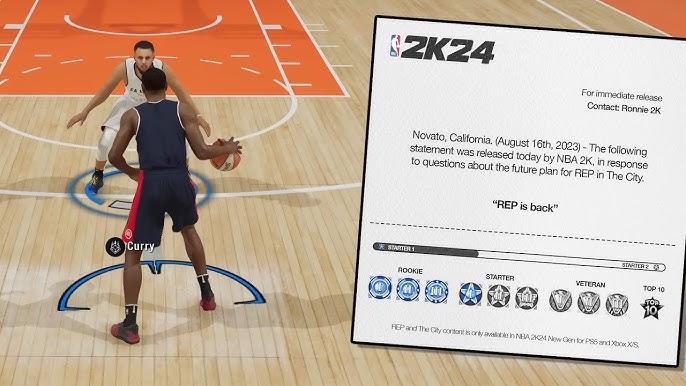 Curry
NBA 2K24
For immediate release
Contact: Ronnie 2K
Novato, California. (August 16th, 2023) - The following
statement was released today by NBA 2K, in response
to questions about the future plan for REP in The City.
“REP is back”
STARTER 1
STARTER 2
ROOKIE STARTER VETERAN TOP 10
TOP
10
REP and The City content is only available in NBA 2K24 New Gen for PS5 and Xbox X/S.